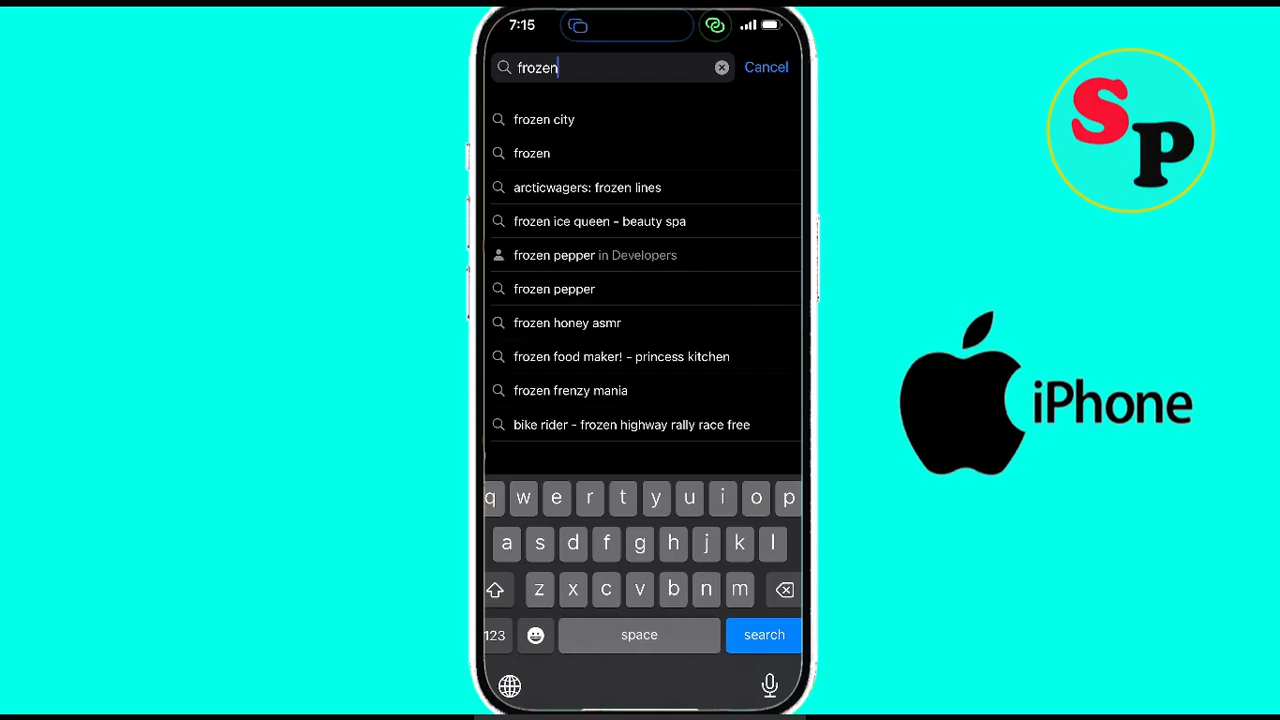 7:15
frozen
Cancel
frozen city
frozen
arcticwagers: frozen lines
frozen ice queen - beauty spa
frozen pepper in Developers
frozen pepper
frozen honey asmr
frozen food maker! - princess kitchen
frozen frenzy mania
bike rider - frozen highway rally race free
q w e r t y u i o p
a s d f g h j k l
z x c v b n m
123 space search
SP
iPhone